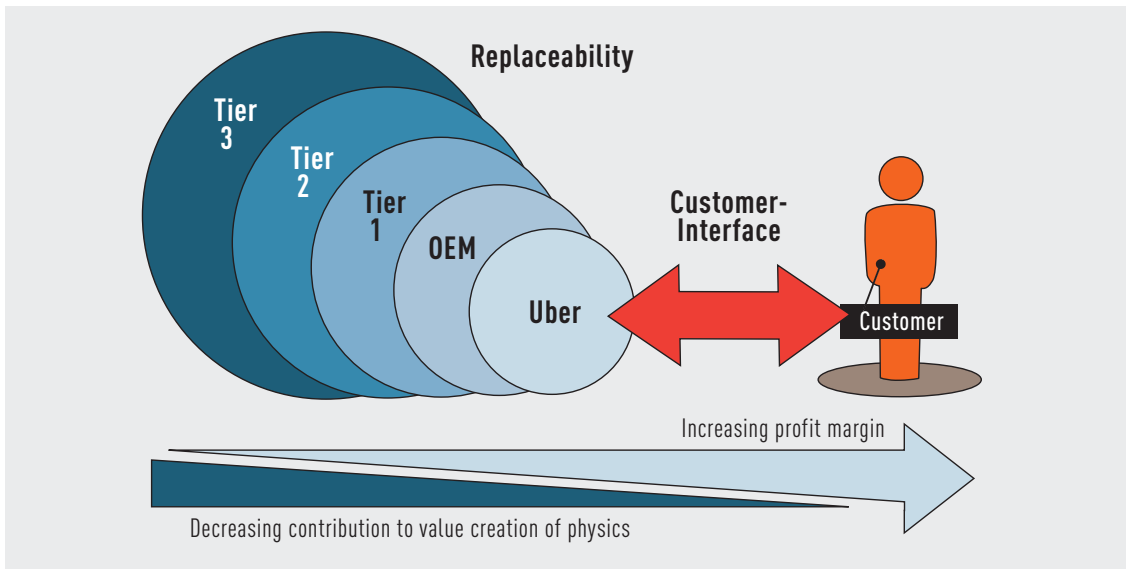 Replaceability
Tier
3
Tier
2
Tier
1
OEM
Uber
Customer-
Interface
Customer
Increasing profit margin
Decreasing contribution to value creation of physics